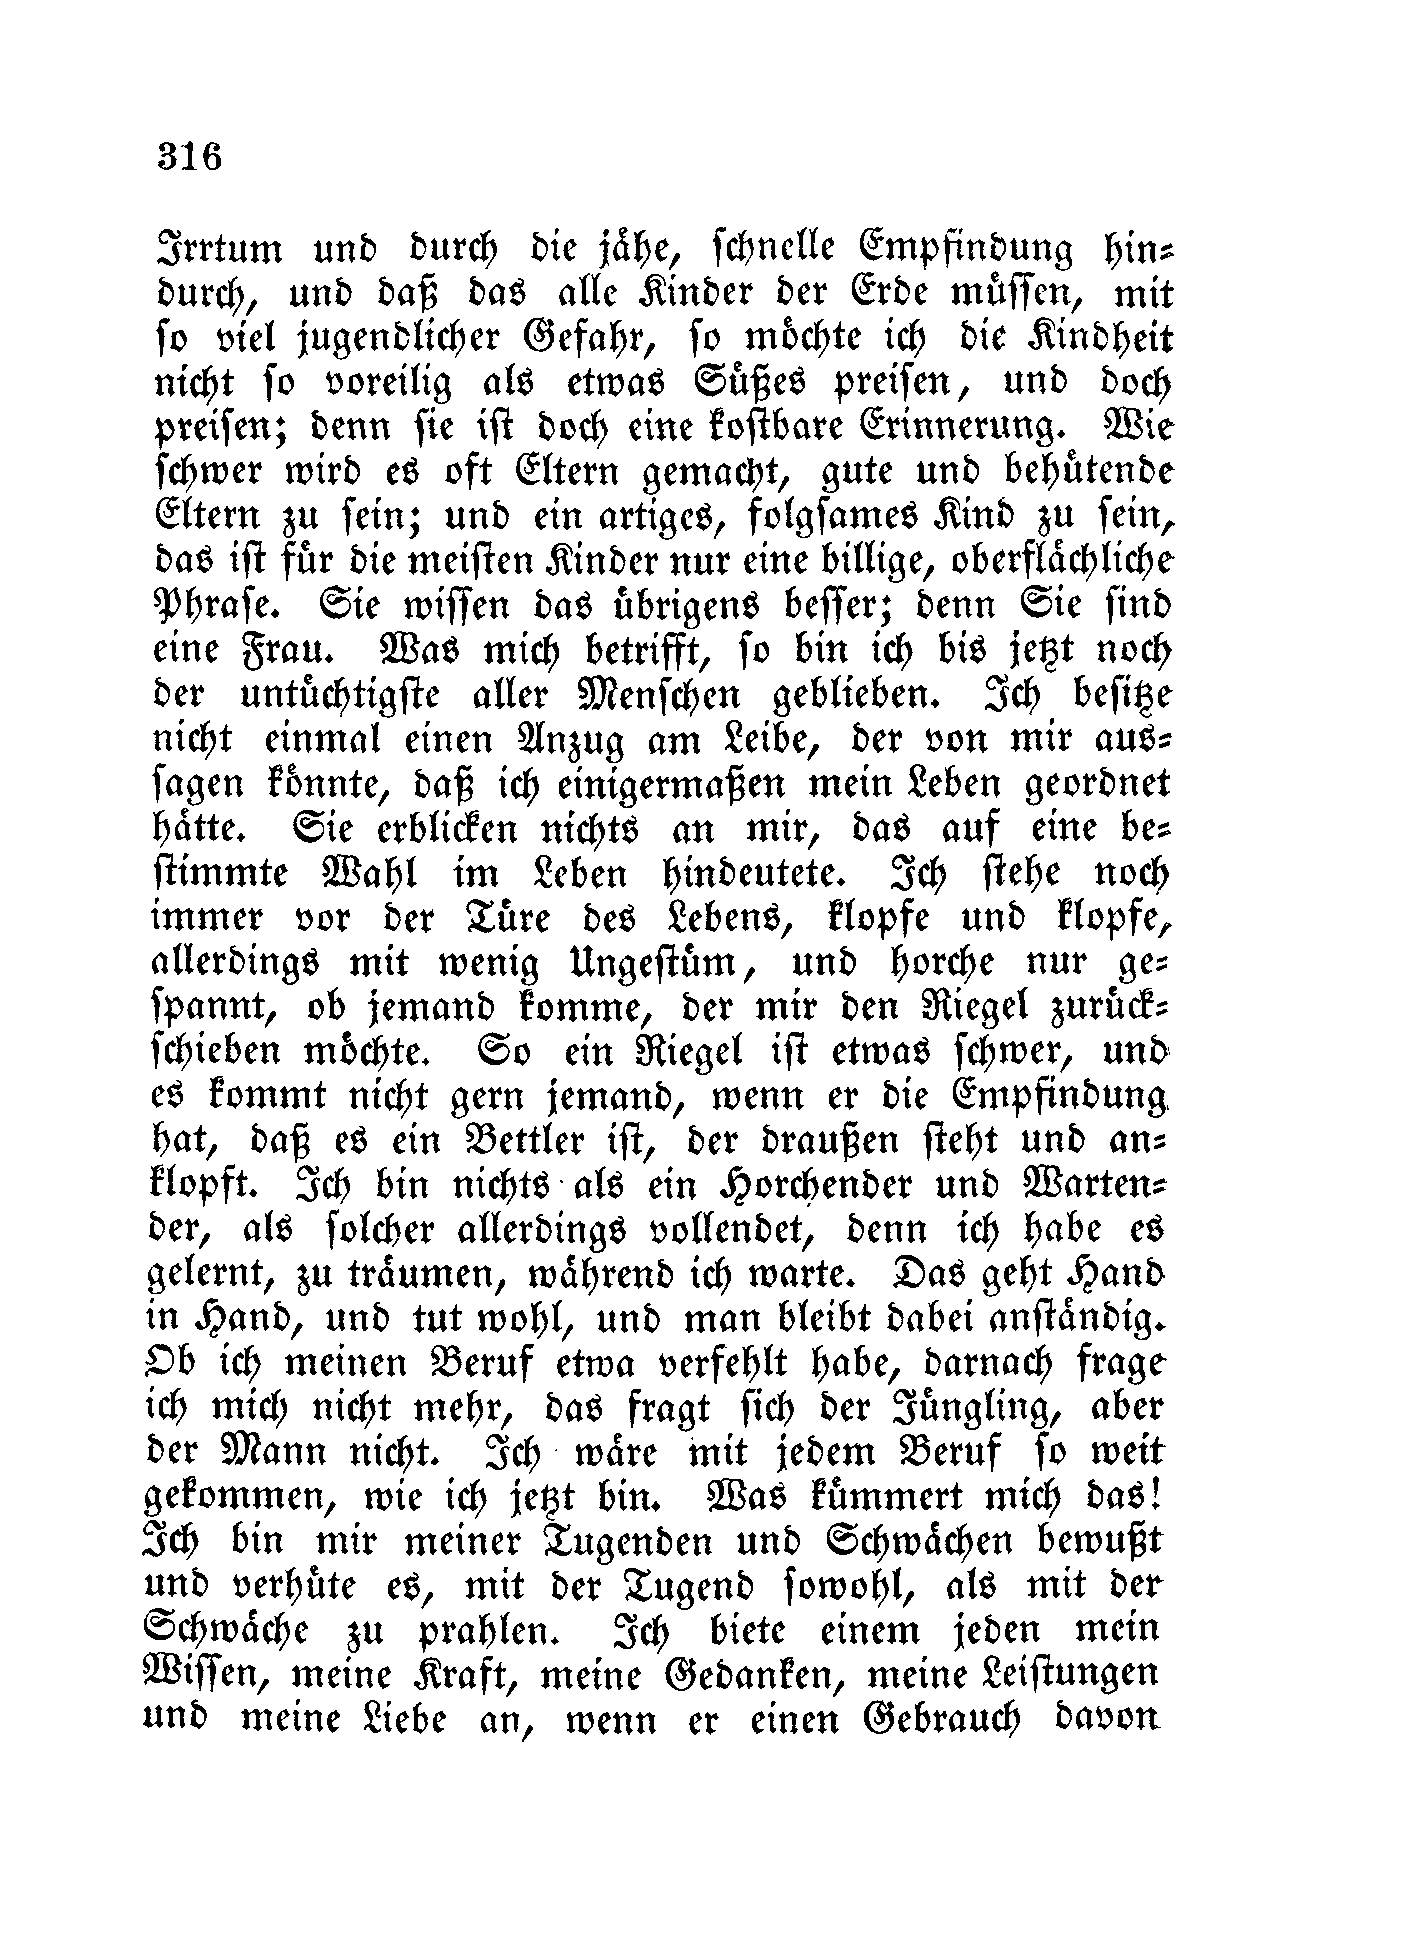 316
Irrtum und durch die jähe, schnelle Empfindung hin-
durch, und daß das alle Kinder der Erde müssen, mit
so viel jugendlicher Gefahr, so möchte ich die Kindheit
nicht so voreilig als etwas Süßes preisen, und doch
preisen; denn sie ist doch eine kostbare Erinnerung. Wie
schwer wird es oft Eltern gemacht, gute und behütende
Eltern zu sein; und ein artiges, folgsames Kind zu sein,
das ist für die meisten Kinder nur eine billige, oberflächliche
Phrase. Sie wissen das übrigens besser; denn Sie sind
eine Frau. Was mich betrifft, so bin ich bis jetzt noch
der untüchtigste aller Menschen geblieben. Ich besitze
nicht einmal einen Anzug am Leibe, der von mir aus-
sagen könnte, daß ich einigermaßen mein Leben geordnet
hätte. Sie erblicken nichts an mir, das auf eine be-
stimmte Wahl im Leben hindeutete. Ich stehe noch
immer vor der Türe des Lebens, klopfe und klopfe,
allerdings mit wenig Ungestüm, und horche nur ge-
spannt, ob jemand komme, der mir den Riegel zurück-
schieben möchte. So ein Riegel ist etwas schwer, und
es kommt nicht gern jemand, wenn er die Empfindung
hat, daß es ein Bettler ist, der draußen steht und an-
klopft. Ich bin nichts als ein Horchender und Warten-
der, als solcher allerdings vollendet, denn ich habe es
gelernt, zu träumen, während ich warte. Das geht Hand
in Hand, und tut wohl, und man bleibt dabei anständig.
Ob ich meinen Beruf etwa verfehlt habe, darnach frage
ich mich nicht mehr, das fragt sich der Jüngling, aber
der Mann nicht. Ich wäre mit jedem Beruf so weit
gekommen, wie ich jetzt bin. Was kümmert mich das!
Ich bin mir meiner Tugenden und Schwächen bewußt
und verhüte es, mit der Tugend sowohl, als mit der
Schwäche zu prahlen. Ich biete einem jeden mein
Wissen, meine Kraft, meine Gedanken, meine Leistungen
und meine Liebe an, wenn er einen Gebrauch davon